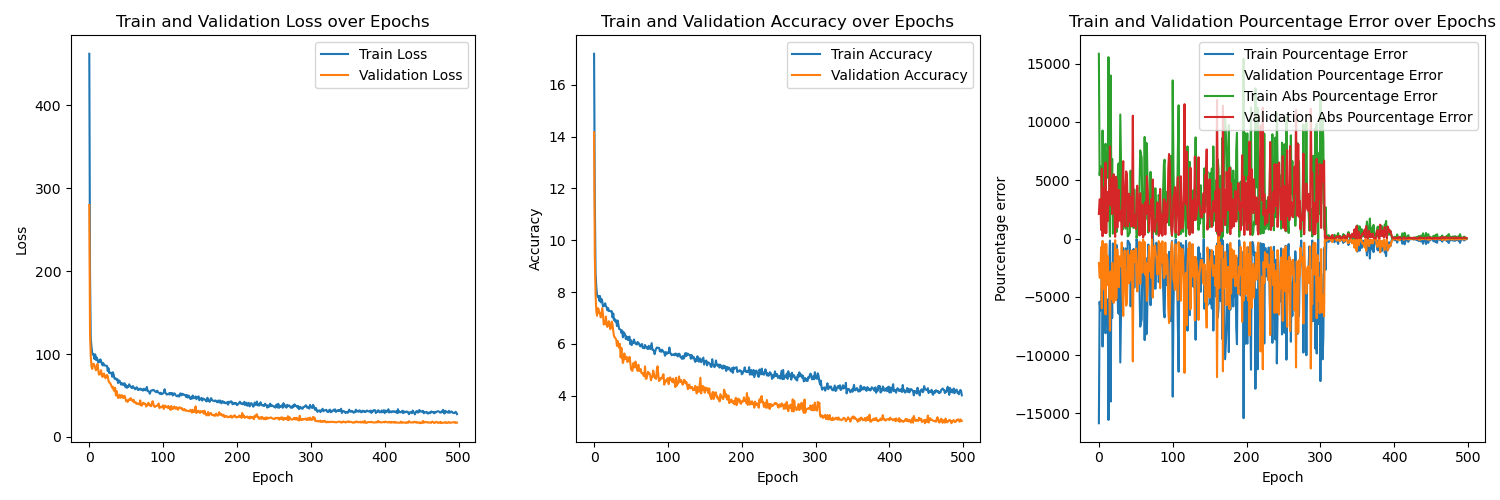 Train and Validation Loss over Epochs
Train Loss
Validation Loss
Loss
400
300
200
100
0
0 100 200 300 400 500
Epoch
Train and Validation Accuracy over Epochs
Train Accuracy
Validation Accuracy
Accuracy
16
14
12
10
8
6
4
0 100 200 300 400 500
Epoch
Train and Validation Pourcentage Error over Epochs
Train Pourcentage Error
Validation Pourcentage Error
Train Abs Pourcentage Error
Validation Abs Pourcentage Error
Pourcentage error
15000
10000
5000
0
−5000
−10000
−15000
0 100 200 300 400 500
Epoch